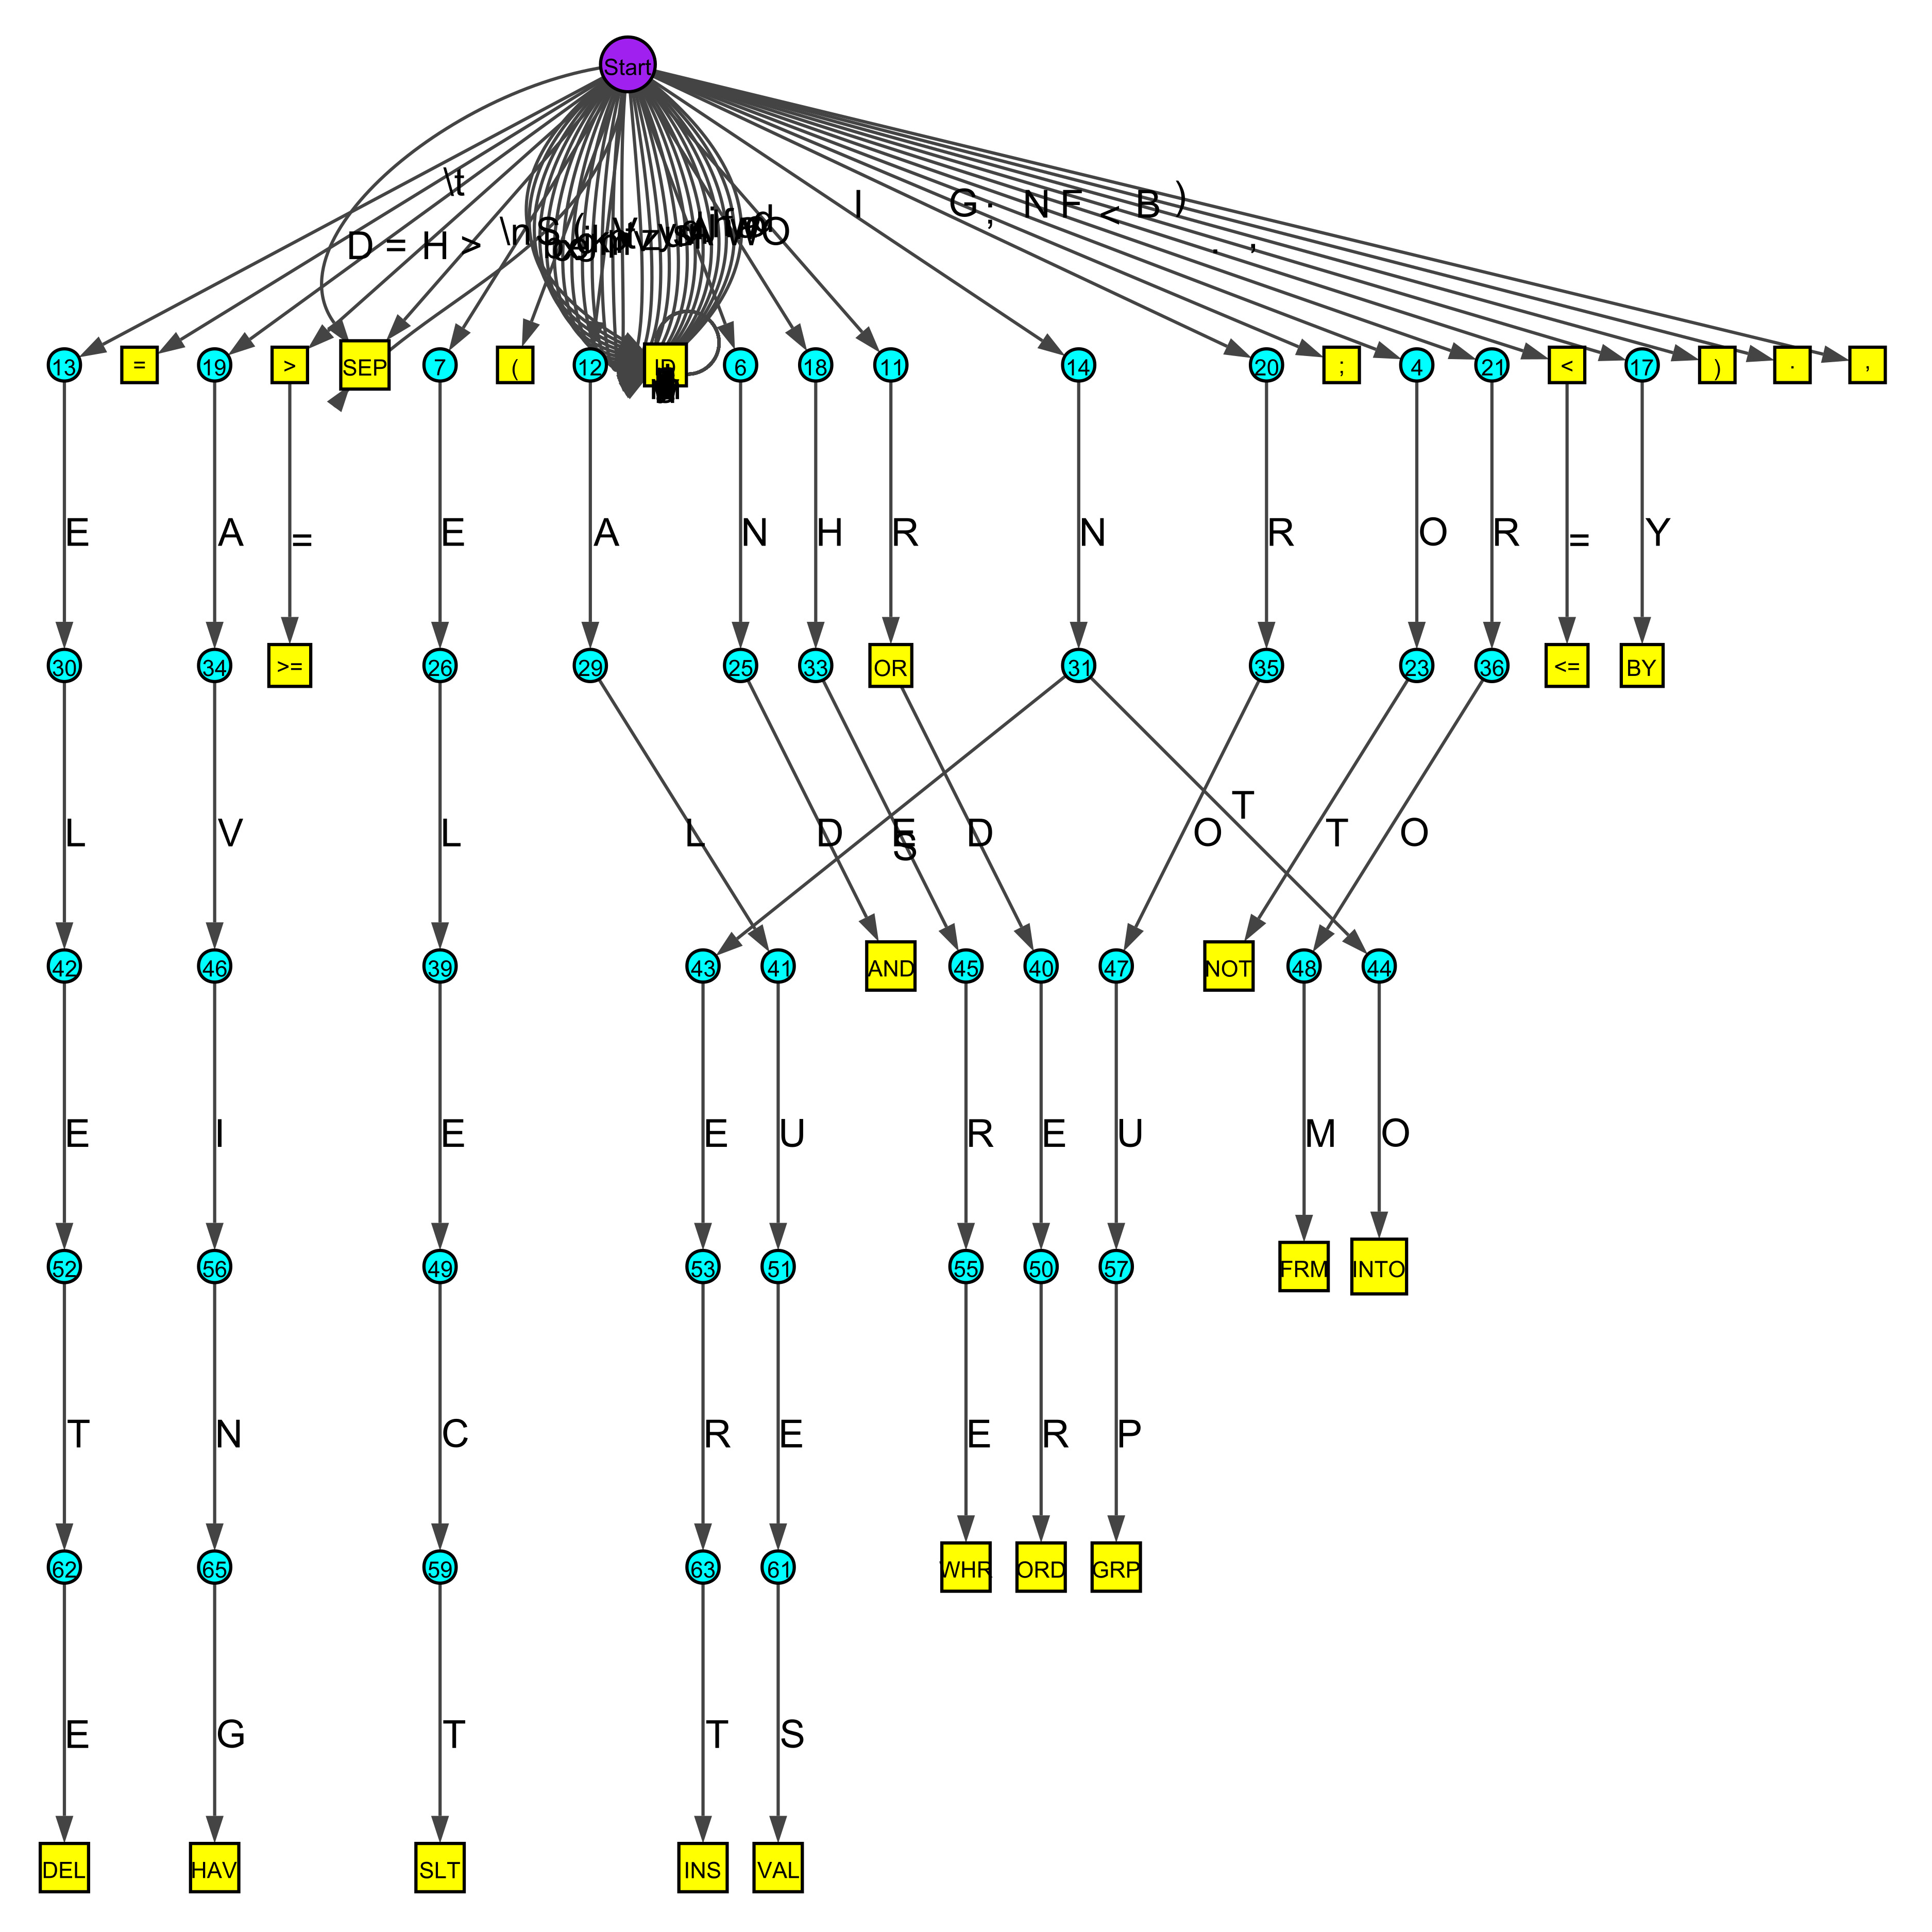 Start
\t
I G ; N F < B )
D = H > \n S (
. ,
13 = 19 > SEP 7 ( 12 ID 6 18 11 14 20 ; 4 21 < 17 ) . ,
E A = E A N H R N R O R = Y
30 34 >= 26 29 25 33 OR 31 35 23 36 <= BY
T
L V L L D E D O T O
S
42 46 39 43 41 AND 45 40 47 NOT 48 44
E I E E U R E U M O
52 56 49 53 51 55 50 57 FRM INTO
T N C R E E R P
62 65 59 63 61 WHR ORD GRP
E G T T S
DEL HAV SLT INS VAL